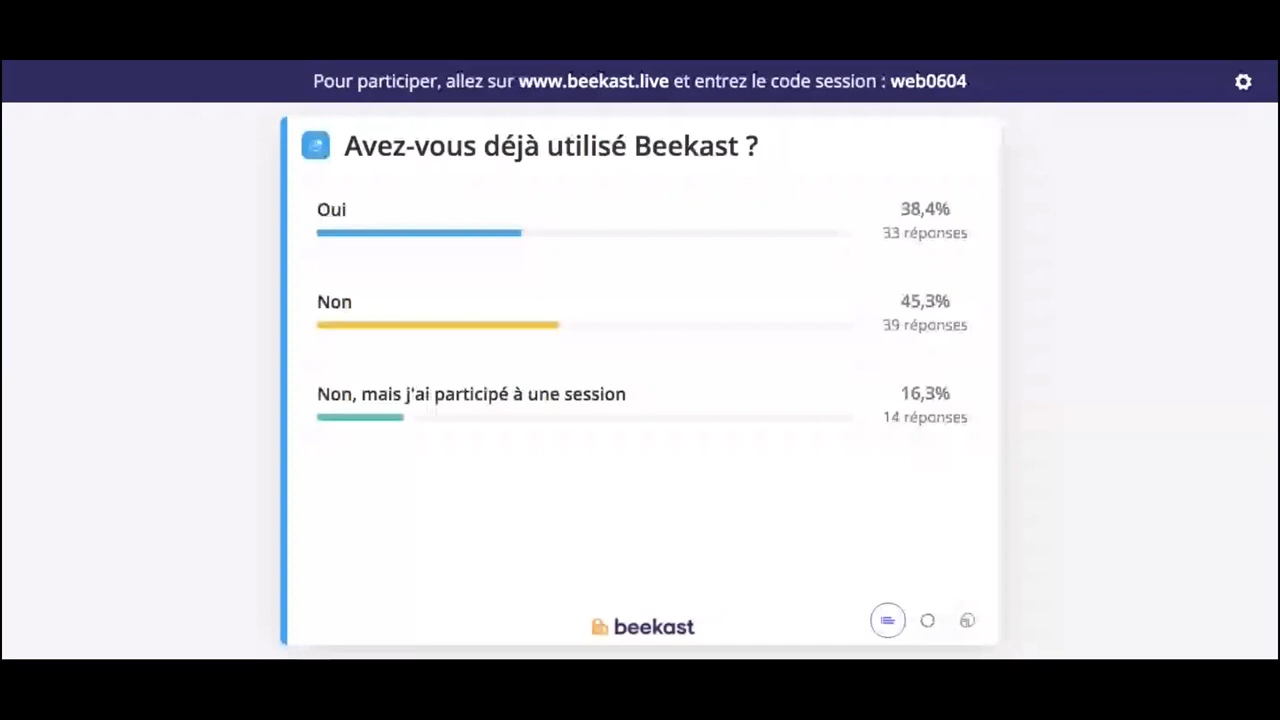 Pour participer, allez sur www.beekast.live et entrez le code session : web0604
Avez-vous déjà utilisé Beekast ?
Oui
38,4%
33 réponses
Non
45,3%
39 réponses
Non, mais j'ai participé à une session
16,3%
14 réponses
beekast